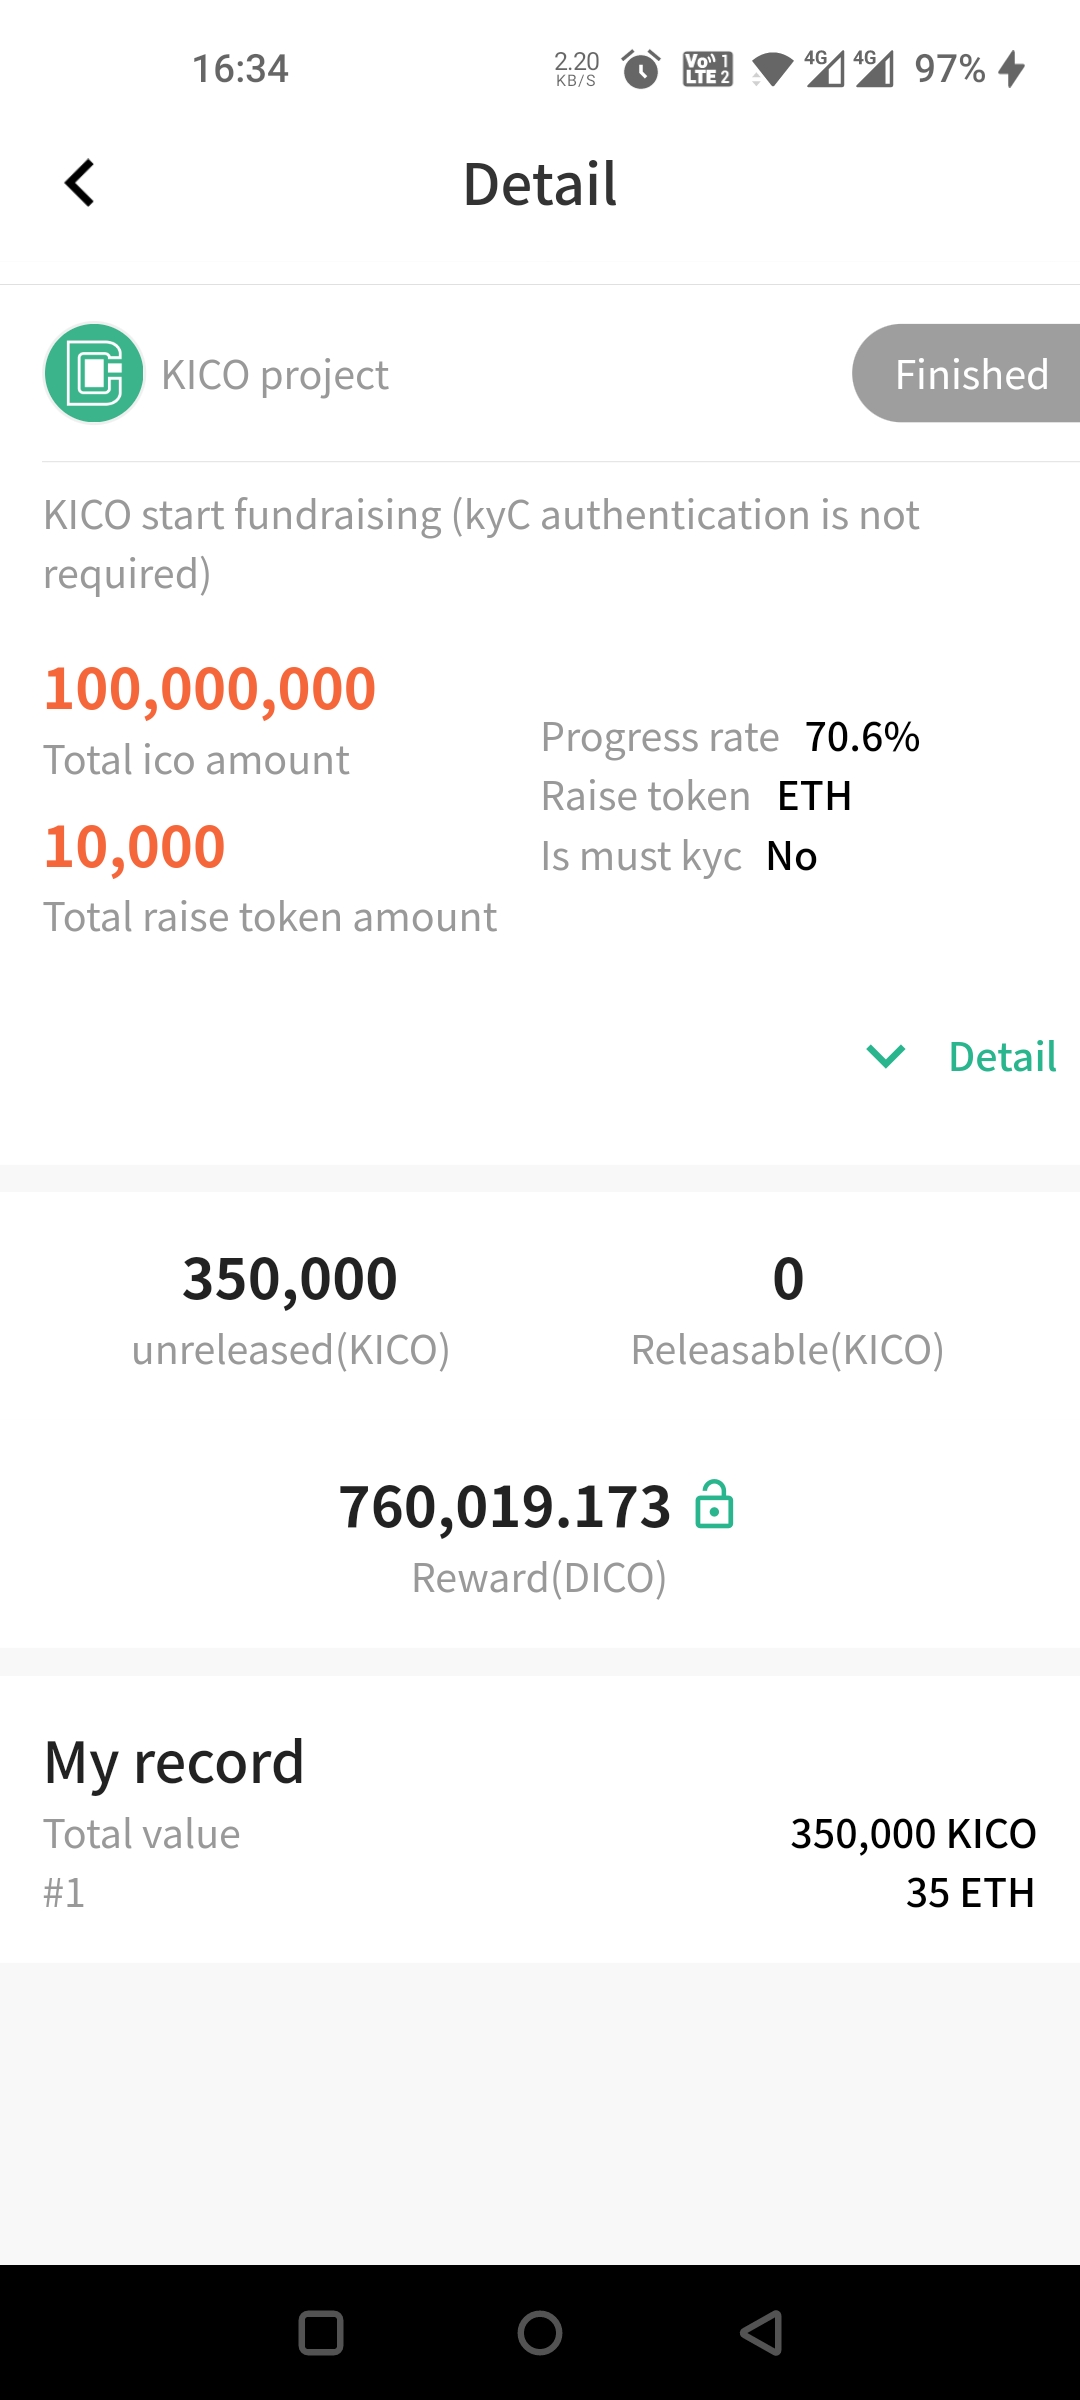 16:34
2.20
KB/S
Vo)) 1
LTE 2
4G
4G
97%
Detail
KICO project
Finished
KICO start fundraising (kyC authentication is not
required)
100,000,000
Total ico amount
10,000
Total raise token amount
Progress rate 70.6%
Raise token ETH
Is must kyc No
Detail
350,000
unreleased(KICO)
0
Releasable(KICO)
760,019.173
Reward(DICO)
My record
Total value 350,000 KICO
#1 35 ETH